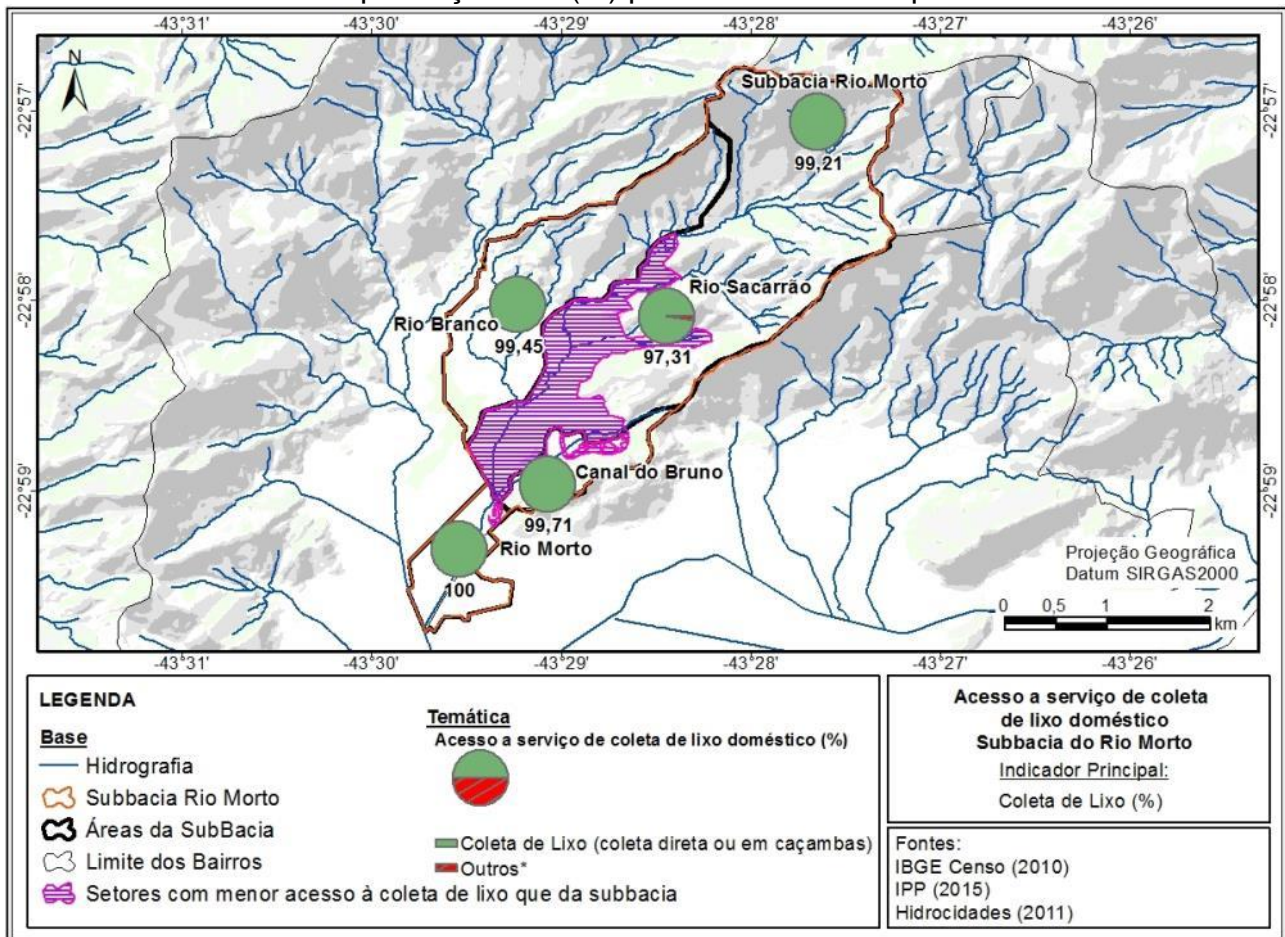 -43°31' -43°30' -43°29' -43°28' -43°27' -43°26'
N
-22°57' -22°57'
Subbacia Rio Morto
99,21
-22°58' -22°58'
Rio Sacarrão
Rio Branco
99,45
97,31
-22°59' -22°59'
Canal do Bruno
99,71
Rio Morto
100
Projeção Geográfica
Datum SIRGAS2000
0 0,5 1 2
km
-43°31' -43°30' -43°29' -43°28' -43°27' -43°26'
LEGENDA
Base
Hidrografia
Subbacia Rio Morto
Áreas da SubBacia
Limite dos Bairros
Setores com menor acesso à coleta de lixo que da subbacia
Temática
Acesso a serviço de coleta de lixo doméstico (%)
Coleta de Lixo (coleta direta ou em caçambas)
Outros*
Acesso a serviço de coleta
de lixo doméstico
Subbacia do Rio Morto
Indicador Principal:
Coleta de Lixo (%)
Fontes:
IBGE Censo (2010)
IPP (2015)
Hidrocidades (2011)